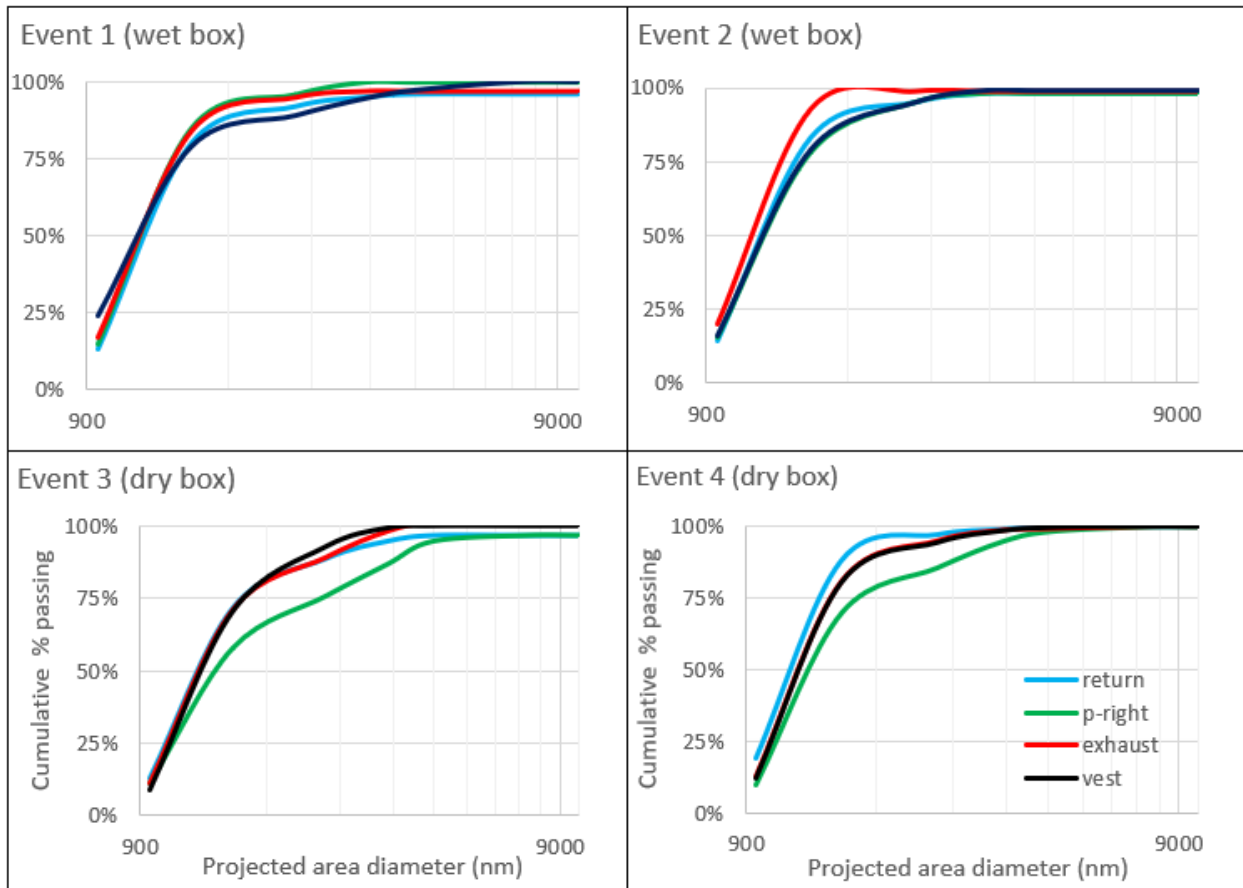 Event 1 (wet box)
100%
75%
50%
25%
0%
900
9000
Event 2 (wet box)
100%
75%
50%
25%
0%
900
9000
Event 3 (dry box)
Cumulative % passing
100%
75%
50%
25%
0%
900
9000
Projected area diameter (nm)
Event 4 (dry box)
Cumulative % passing
100%
75%
50%
25%
0%
return
p-right
exhaust
vest
900
9000
Projected area diameter (nm)